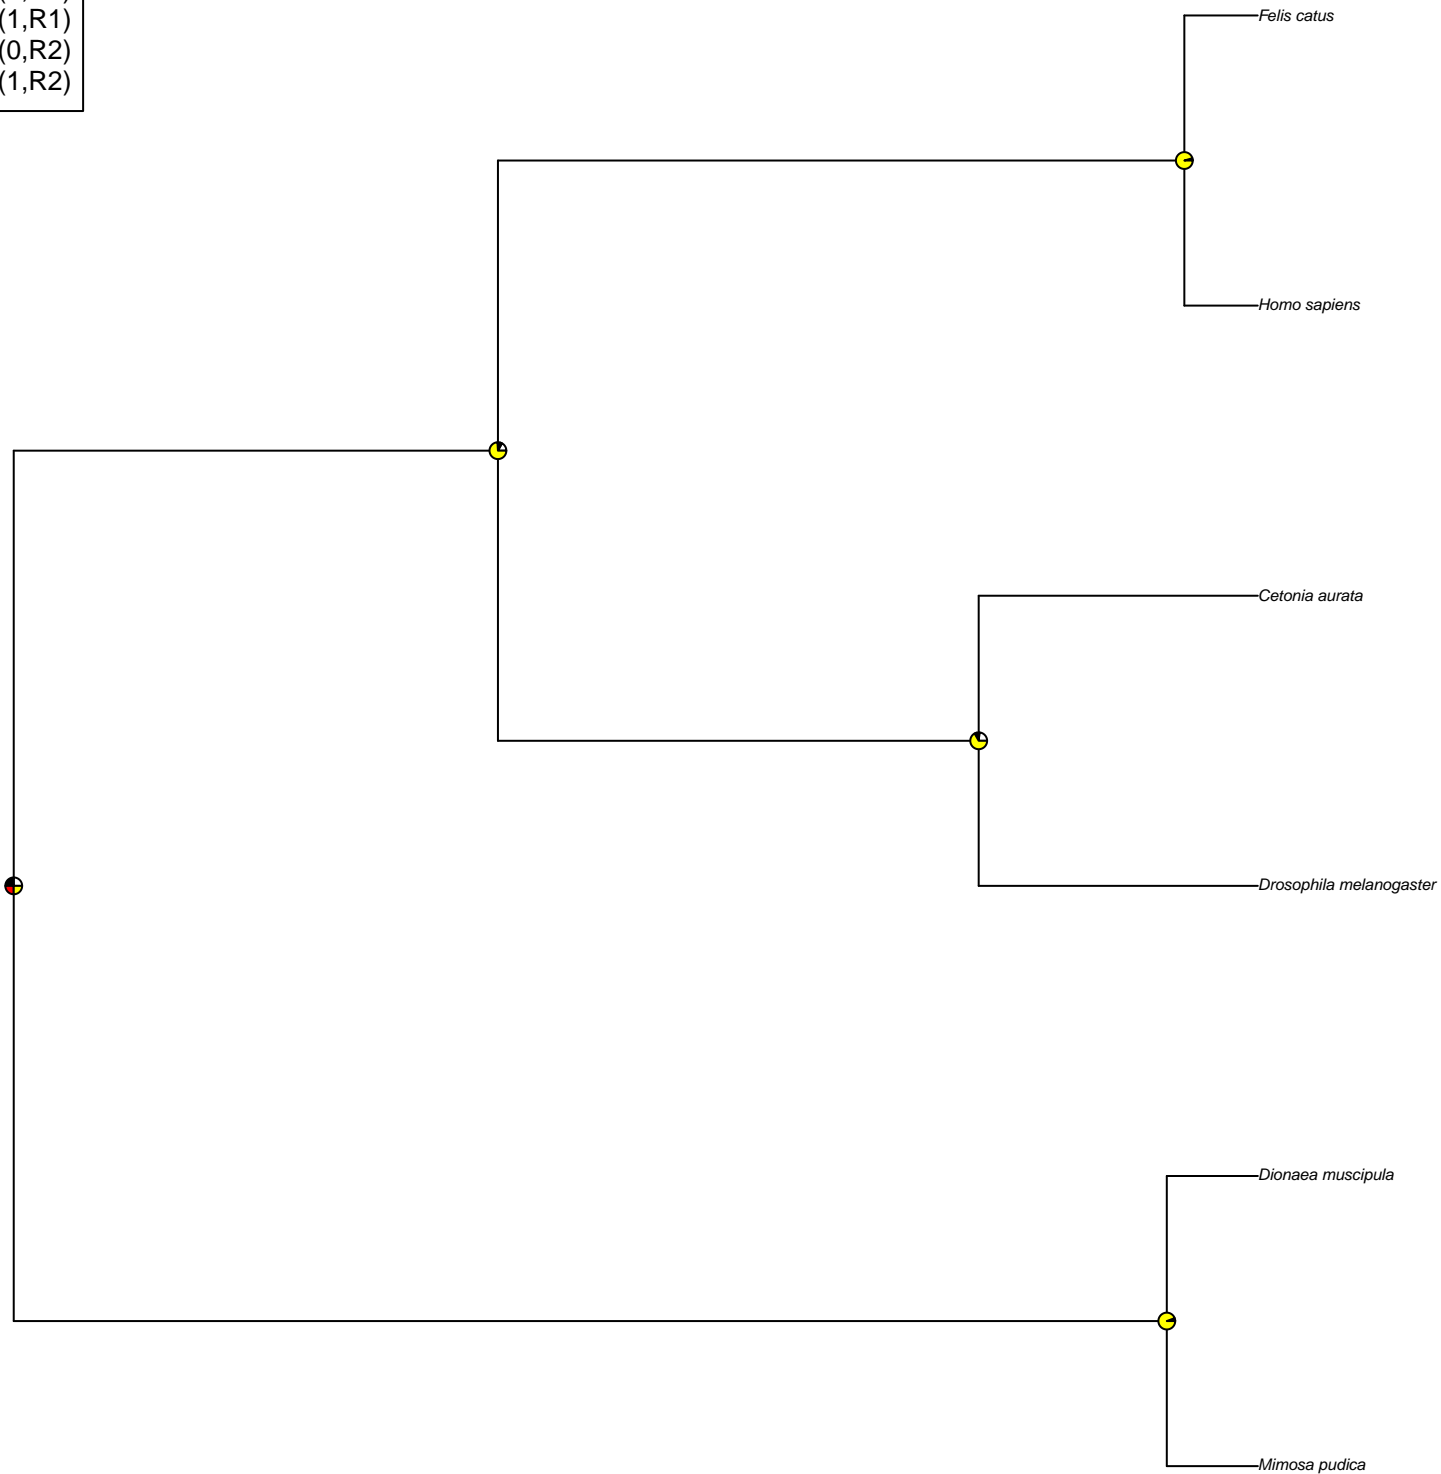 (1,R1)
(0,R2)
(1,R2)
Felis catus
Homo sapiens
Cetonia aurata
Drosophila melanogaster
Dionaea muscipula
Mimosa pudica